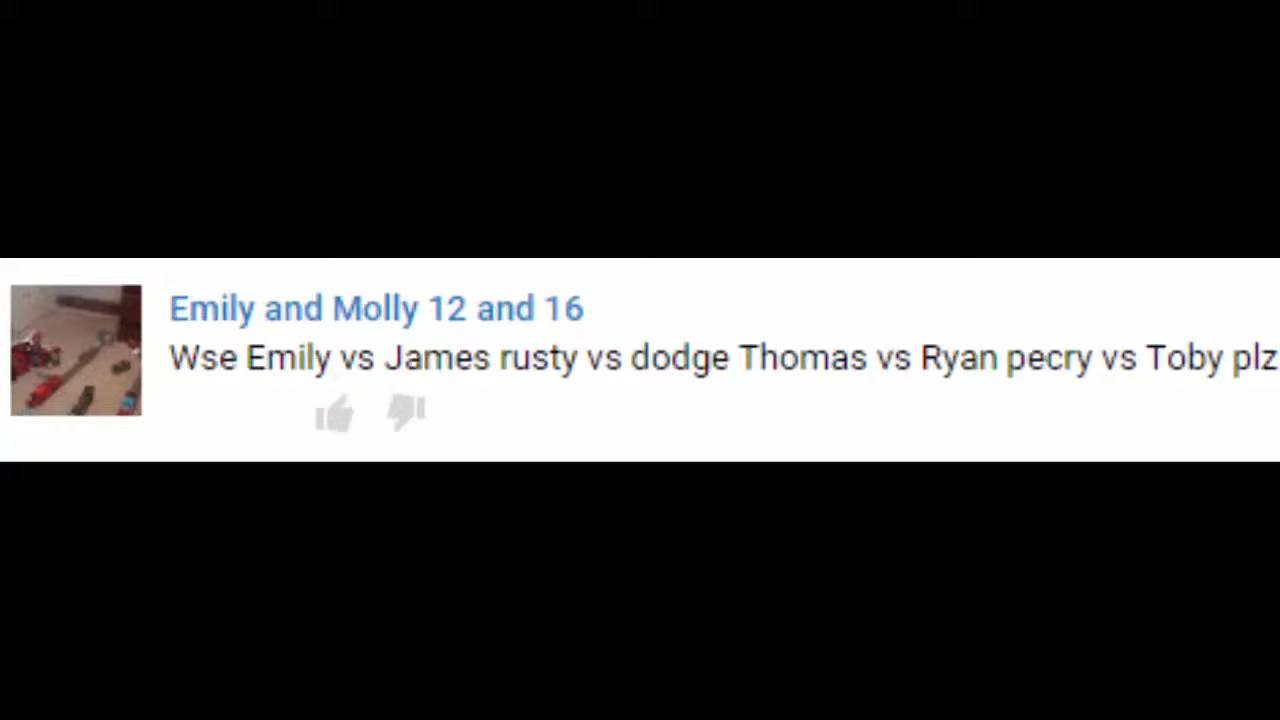 Emily and Molly 12 and 16
Wse Emily vs James rusty vs dodge Thomas vs Ryan pecry vs Toby plz